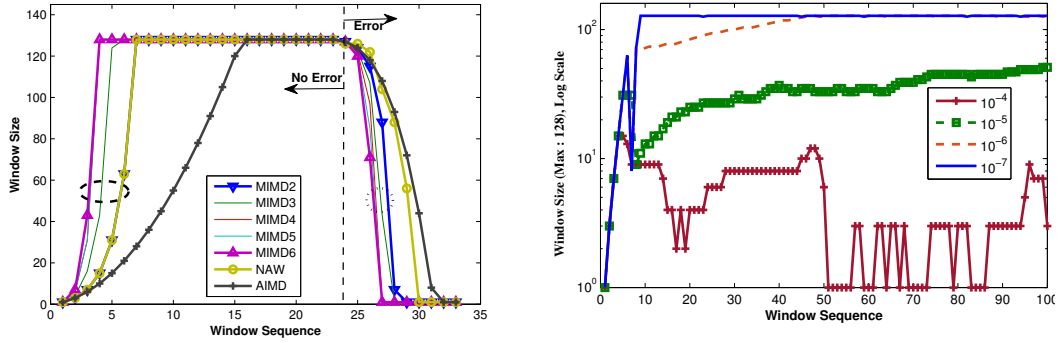 140
120
100
80
60
40
20
0
0
5
10
15
20
25
30
35
Window Size
Window Sequence
Error
No Error
MIMD2
MIMD3
MIMD4
MIMD5
MIMD6
NAW
AIMD
10^2
10^1
10^0
1
10
20
30
40
50
60
70
80
90
100
Window Size (Max : 128), Log Scale
Window Sequence
10^-4
10^-5
10^-6
10^-7